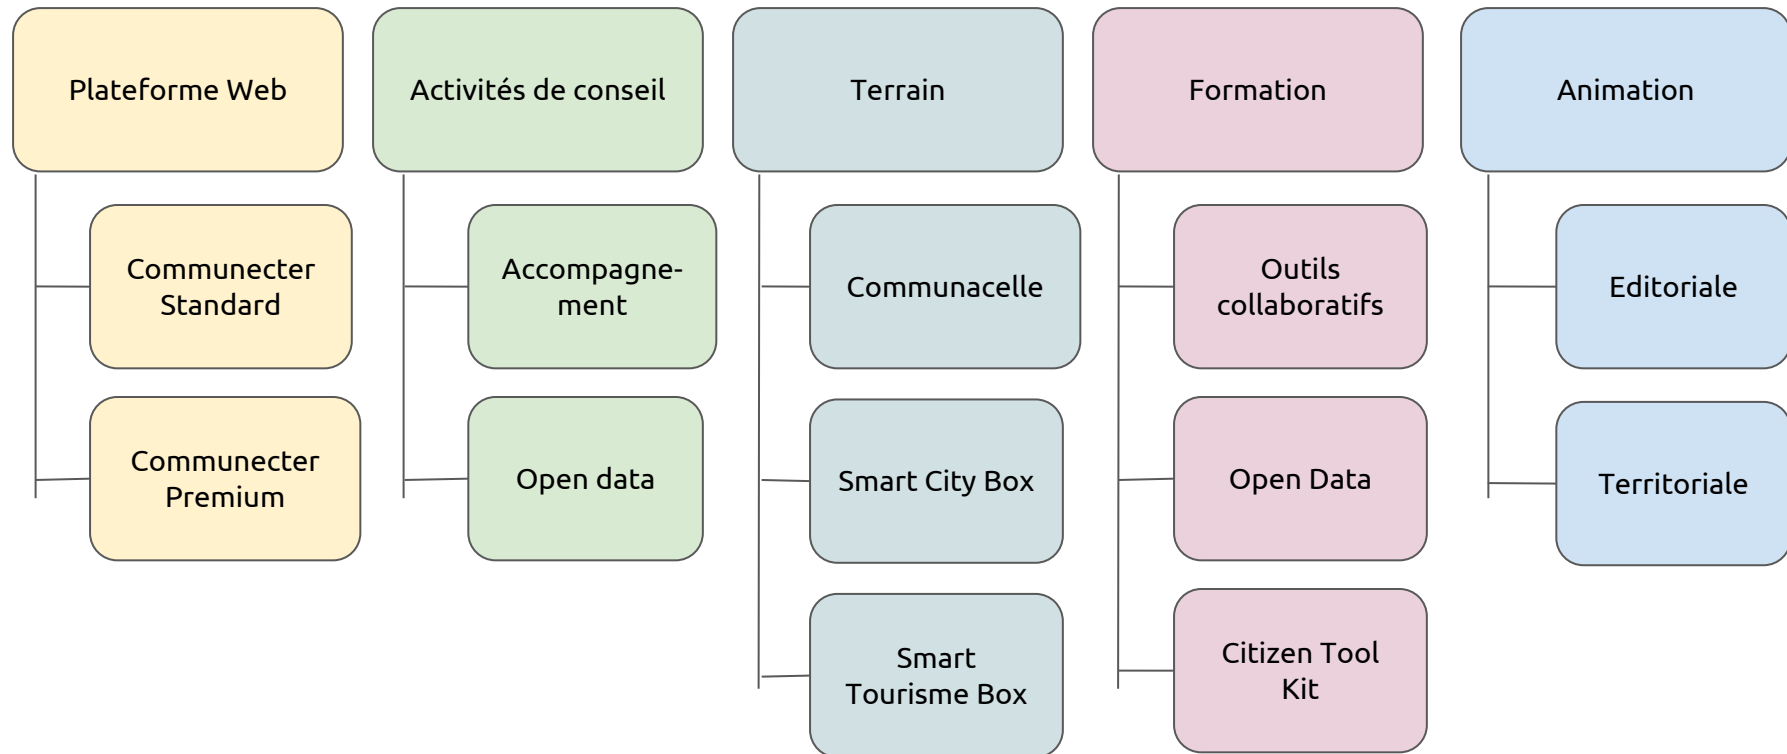 Plateforme Web
Activités de conseil
Terrain
Formation
Animation
Communecter
Standard
Accompagne-
ment
Communacelle
Outils
collaboratifs
Editoriale
Communecter
Premium
Open data
Smart City Box
Open Data
Territoriale
Smart
Tourisme Box
Citizen Tool
Kit